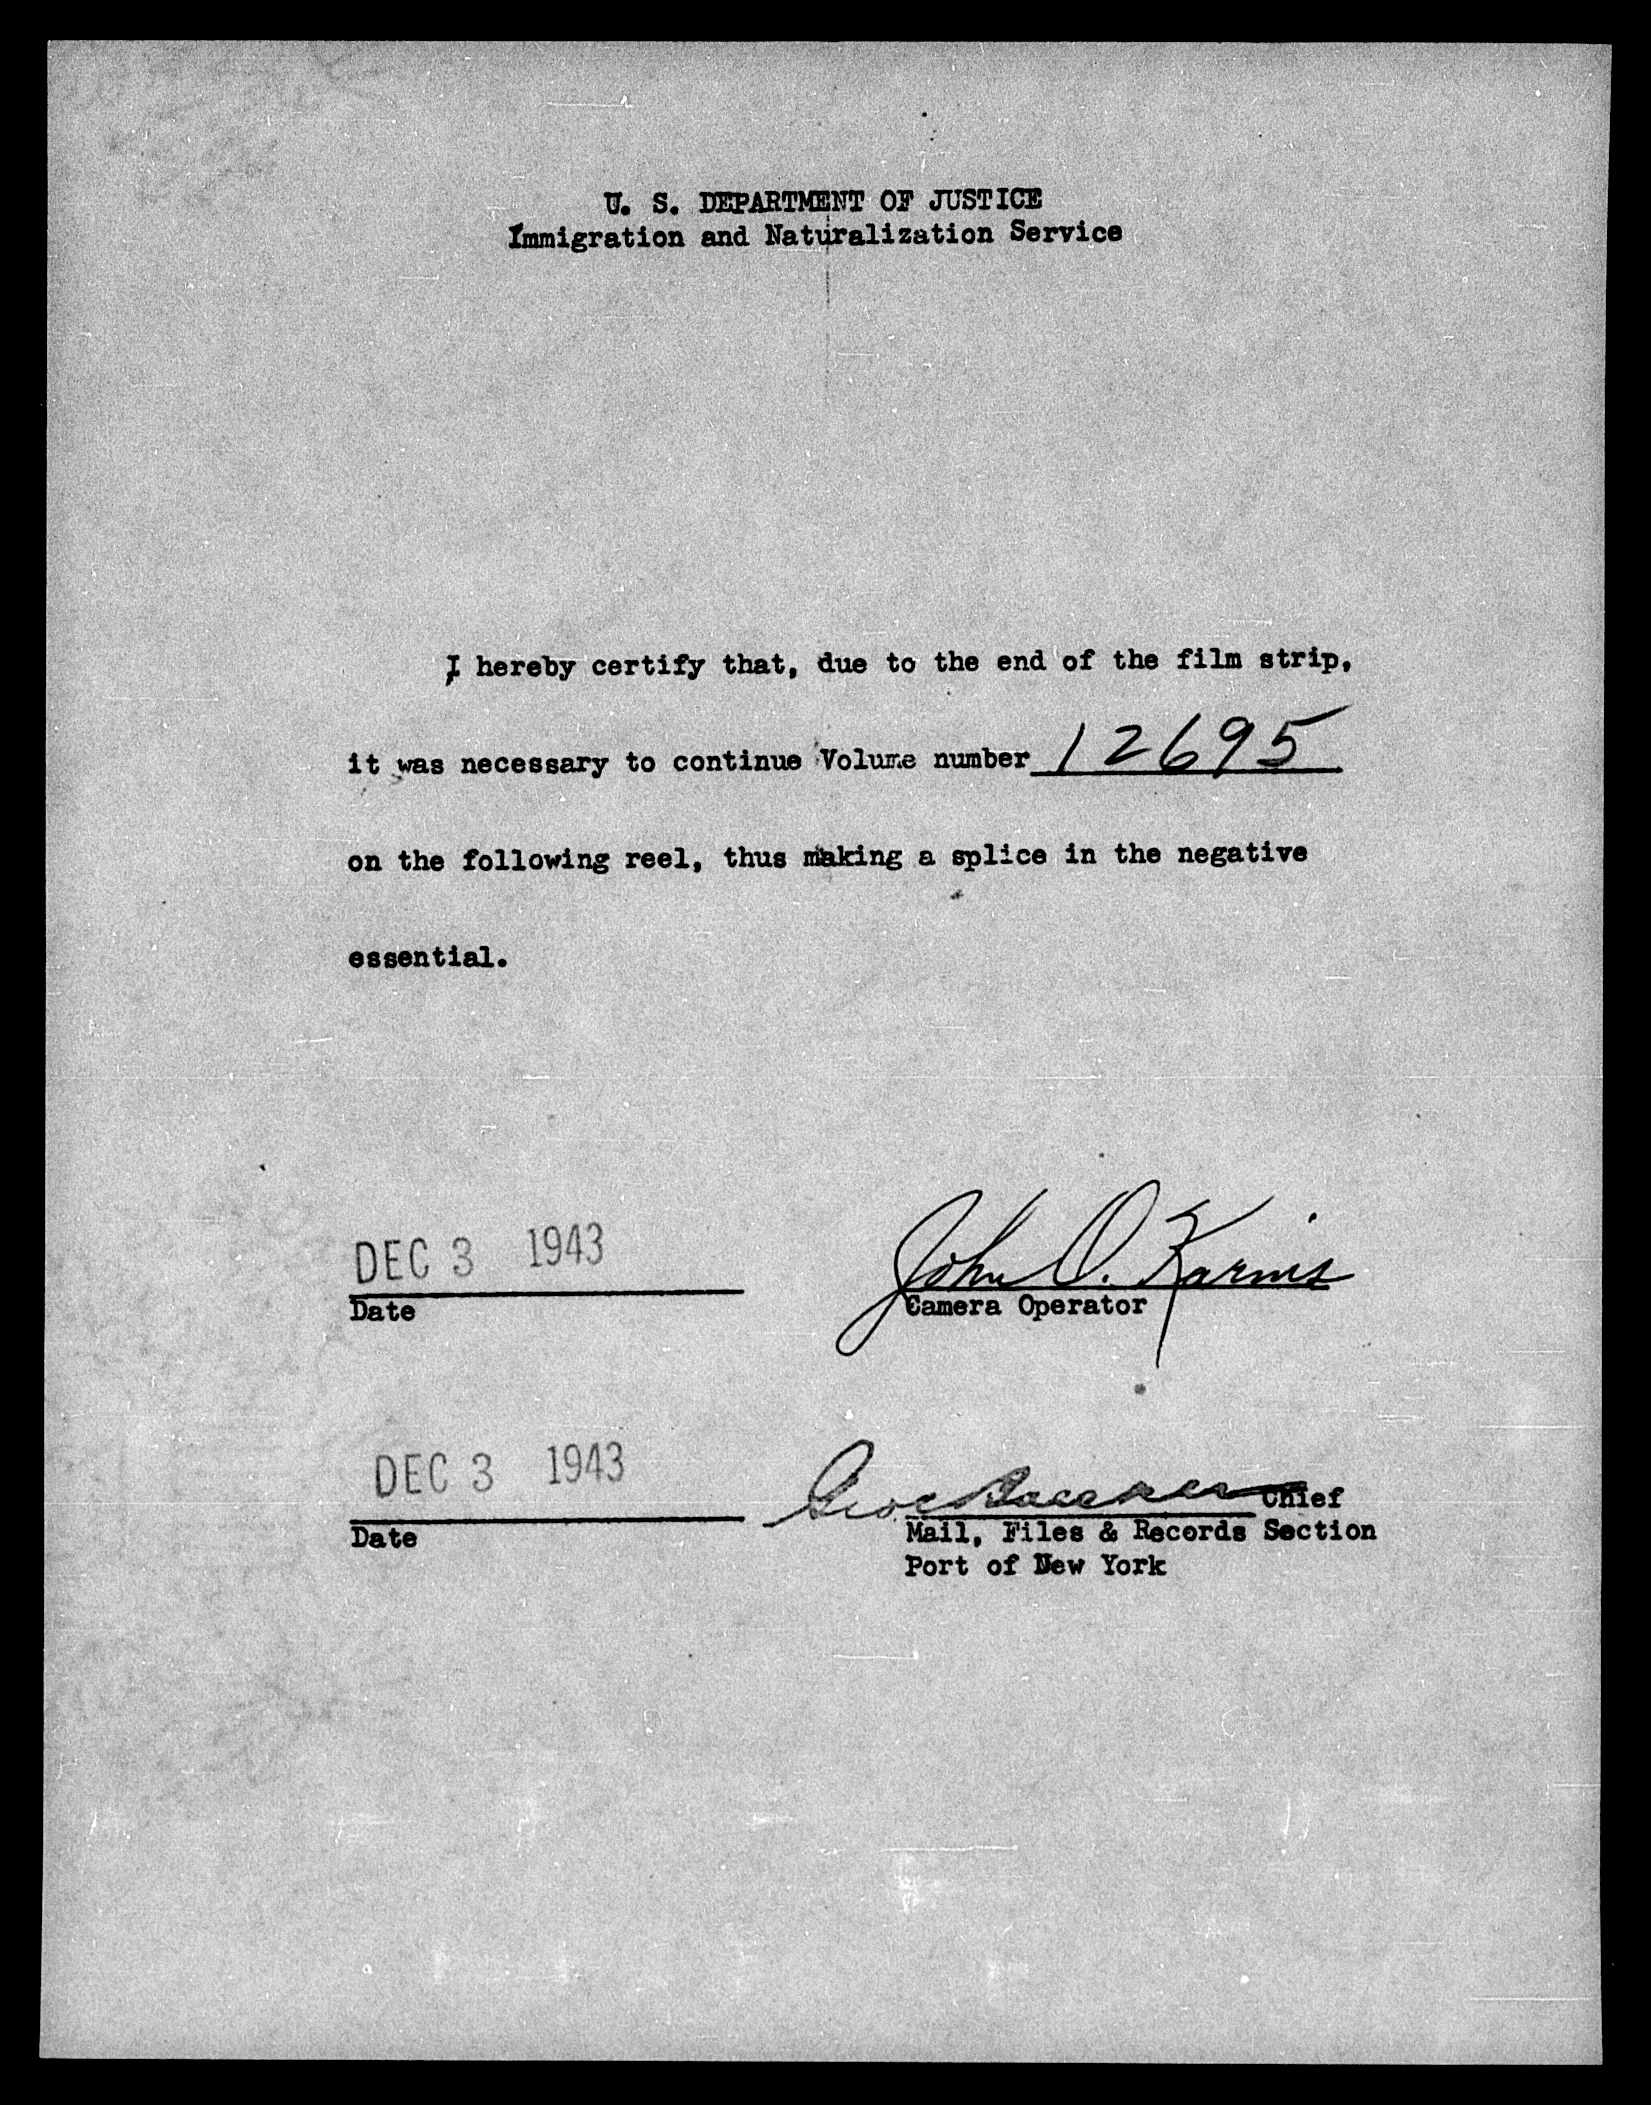 U. S. DEPARTMENT OF JUSTICE
Immigration and Naturalization Service
I hereby certify that, due to the end of the film strip,
it was necessary to continue Volume number 12695
on the following reel, thus making a splice in the negative
essential.
DEC 3 1943
John O. Karnis
Date
Camera Operator
DEC 3 1943
Chief
Date
Mail, Files & Records Section
Port of New York